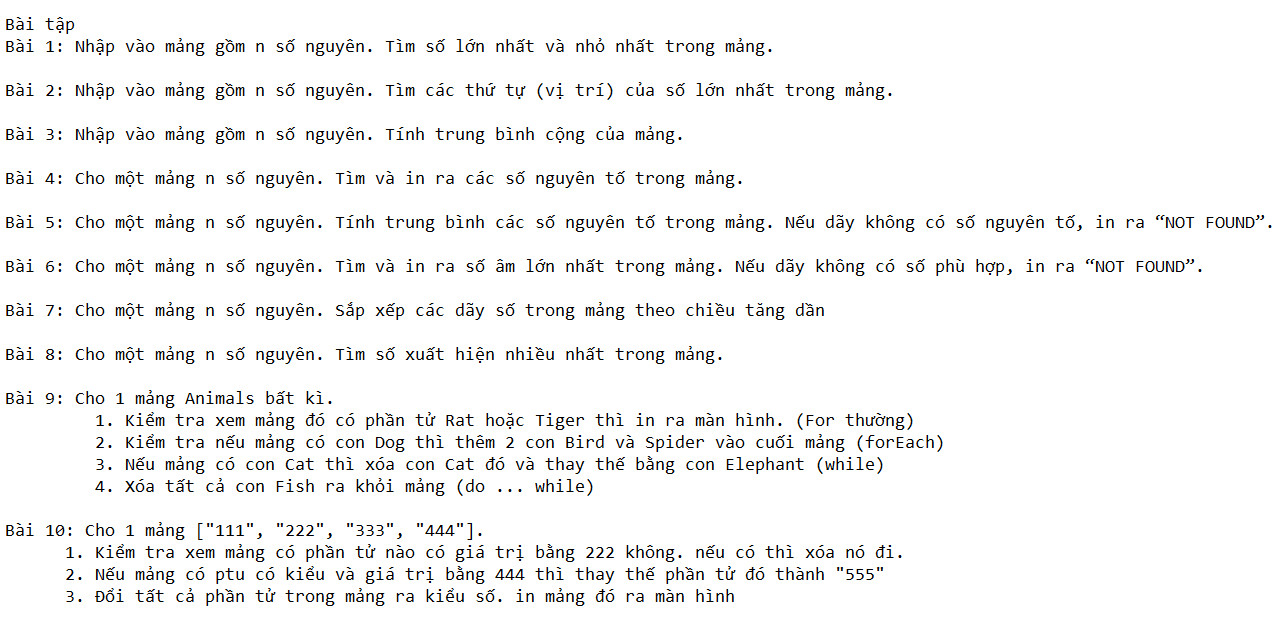 Bài tập
Bài 1: Nhập vào mảng gồm n số nguyên. Tìm số lớn nhất và nhỏ nhất trong mảng.
Bài 2: Nhập vào mảng gồm n số nguyên. Tìm các thứ tự (vị trí) của số lớn nhất trong mảng.
Bài 3: Nhập vào mảng gồm n số nguyên. Tính trung bình cộng của mảng.
Bài 4: Cho một mảng n số nguyên. Tìm và in ra các số nguyên tố trong mảng.
Bài 5: Cho một mảng n số nguyên. Tính trung bình các số nguyên tố trong mảng. Nếu dãy không có số nguyên tố, in ra “NOT FOUND”.
Bài 6: Cho một mảng n số nguyên. Tìm và in ra số âm lớn nhất trong mảng. Nếu dãy không có số phù hợp, in ra “NOT FOUND”.
Bài 7: Cho một mảng n số nguyên. Sắp xếp các dãy số trong mảng theo chiều tăng dần
Bài 8: Cho một mảng n số nguyên. Tìm số xuất hiện nhiều nhất trong mảng.
Bài 9: Cho 1 mảng Animals bất kì.
1. Kiểm tra xem mảng đó có phần tử Rat hoặc Tiger thì in ra màn hình. (For thường)
2. Kiểm tra nếu mảng có con Dog thì thêm 2 con Bird và Spider vào cuối mảng (forEach)
3. Nếu mảng có con Cat thì xóa con Cat đó và thay thế bằng con Elephant (while)
4. Xóa tất cả con Fish ra khỏi mảng (do ... while)
Bài 10: Cho 1 mảng ["111", "222", "333", "444"].
1. Kiểm tra xem mảng có phần tử nào có giá trị bằng 222 không. nếu có thì xóa nó đi.
2. Nếu mảng có ptu có kiểu và giá trị bằng 444 thì thay thế phần tử đó thành "555"
3. Đổi tất cả phần tử trong mảng ra kiểu số. in mảng đó ra màn hình